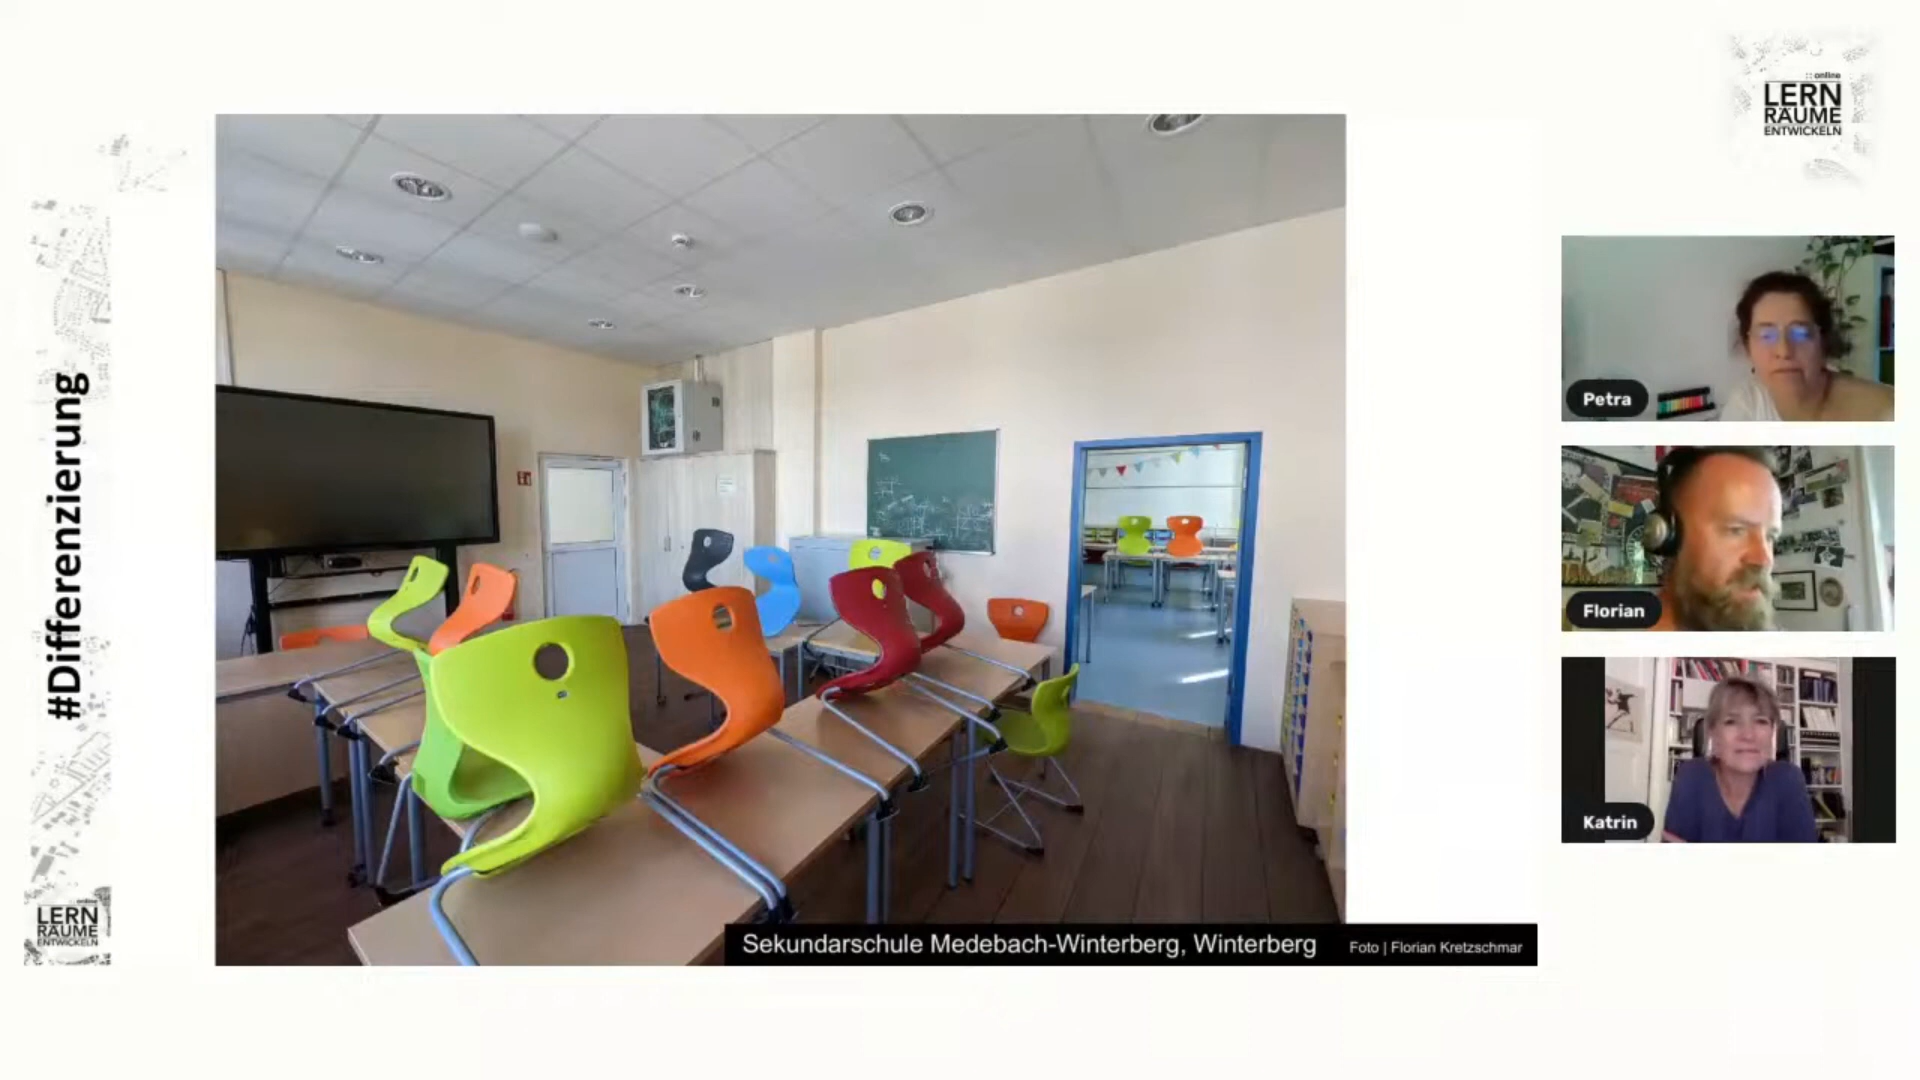 :: online
LERN
RÄUME
ENTWICKELN
#Differenzierung
Petra
Florian
Katrin
online
LERN
RÄUME
ENTWICKELN
Sekundarschule Medebach-Winterberg, Winterberg
Foto | Florian Kretzschmar